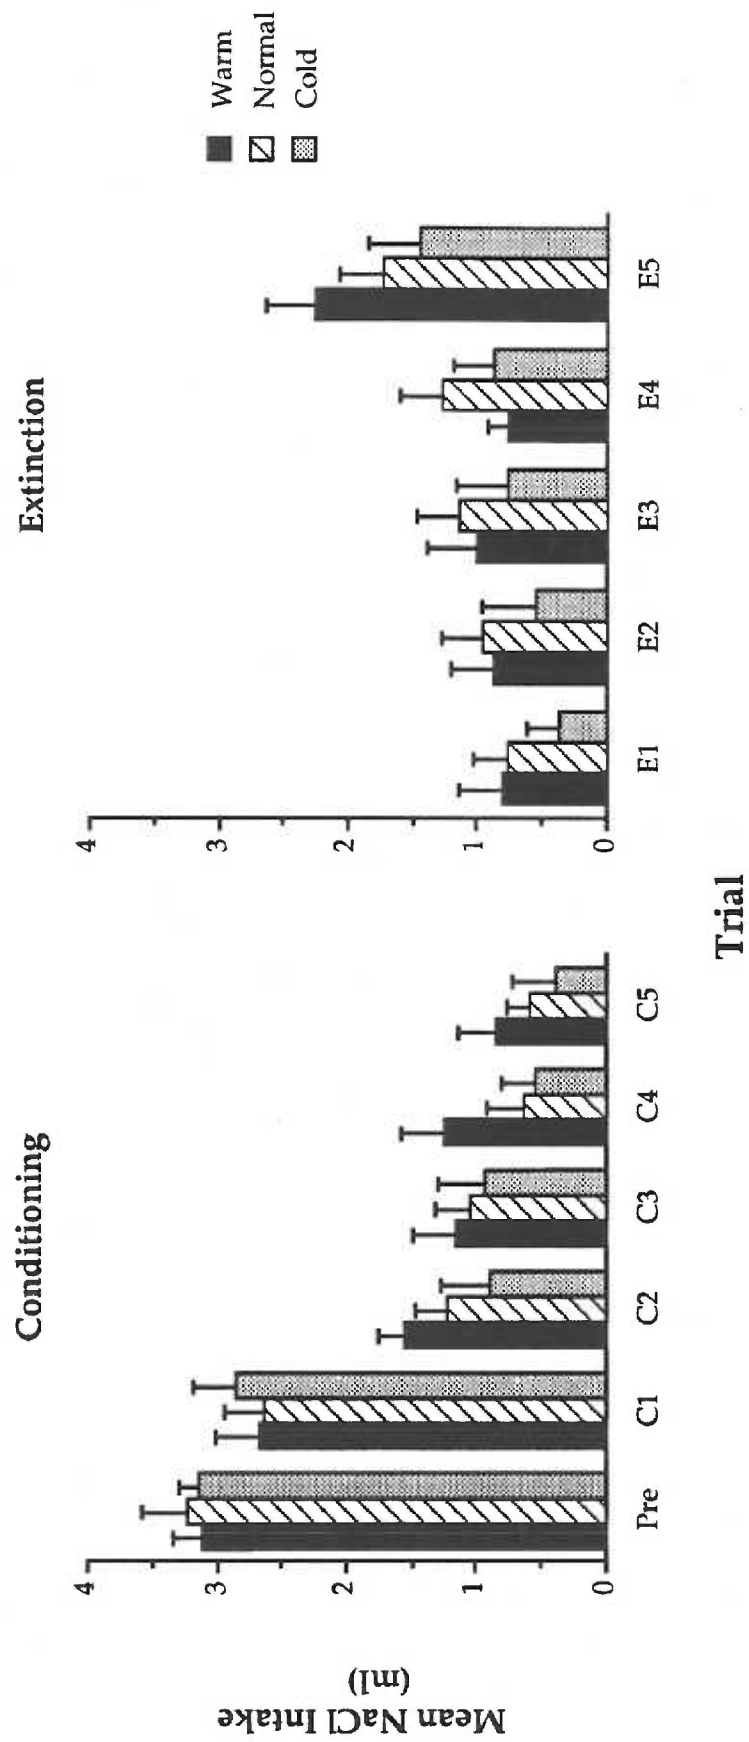 Conditioning
Extinction
Warm
Normal
Cold
Mean NaCl Intake
(ml)
4
3
2
1
0
Pre
C1
C2
C3
C4
C5
4
3
2
1
0
E1
E2
E3
E4
E5
Trial